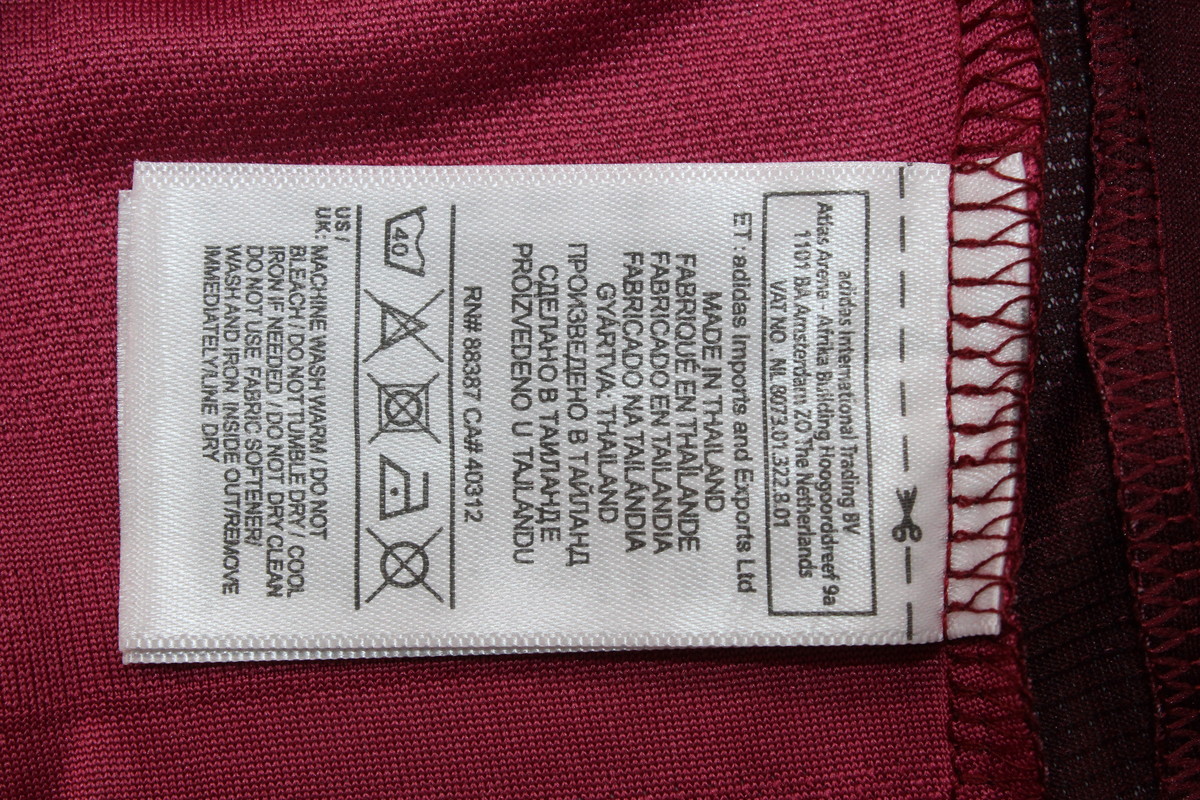 adidas International Trading BV
Atlas Arena - Afrika Building Hoogoorddreef 9a
1101 BA Amsterdam ZO The Netherlands
VAT NO NL 8073.01.322.B.01
ET : adidas Imports and Exports Ltd
MADE IN THAILAND
FABRIQUÉ EN THAÏLANDE
FABRICADO EN TAILANDIA
FABRICADO NA TAILÂNDIA
GYÁRTVA: THAILAND
ПРОИЗВЕДЕНО В ТАЙЛАНД
СДЕЛАНО В ТАИЛАНДЕ
PROIZVEDENO U TAJLANDU
RN# 88387 CA# 40312
40
US /
UK : MACHINE WASH WARM / DO NOT
BLEACH / DO NOT TUMBLE DRY / COOL
IRON IF NEEDED / DO NOT DRY CLEAN
DO NOT USE FABRIC SOFTENER/
WASH AND IRON INSIDE OUT/REMOVE
IMMEDIATELY/LINE DRY